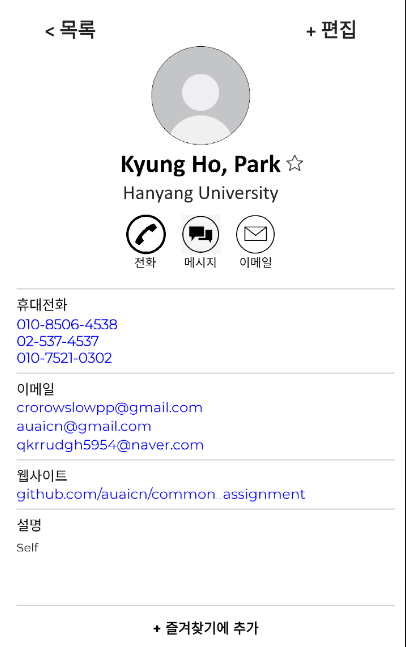 < 목록
+ 편집
Kyung Ho, Park
Hanyang University
전화 메시지 이메일
휴대전화
010-8506-4538
02-537-4537
010-7521-0302
이메일
crorowslowpp@gmail.com
auaicn@gmail.com
qkrrudgh5954@naver.com
웹사이트
github.com/auaicn/common_assignment
설명
Self
+ 즐겨찾기에 추가